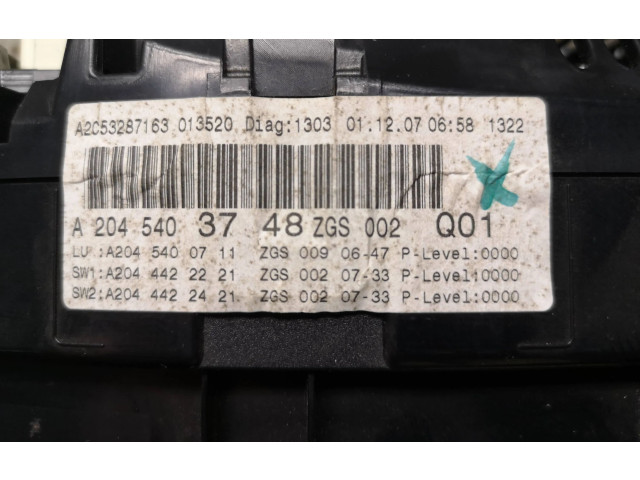 A2C53287163 013520 Diag:1303 01.12.07 06:58 1322
A 204 540 37 48 ZGS 002 Q01
LU :A204 540 07 11 ZGS 009 06-47 P-Level:0000
SW1:A204 442 22 21 ZGS 002 07-33 P-Level:0000
SW2:A204 442 24 21 ZGS 002 07-33 P-Level:0000